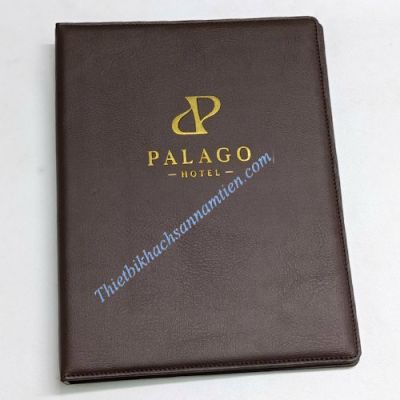 PALAGO
— HOTEL —
Thietbikhachsannamtien.com